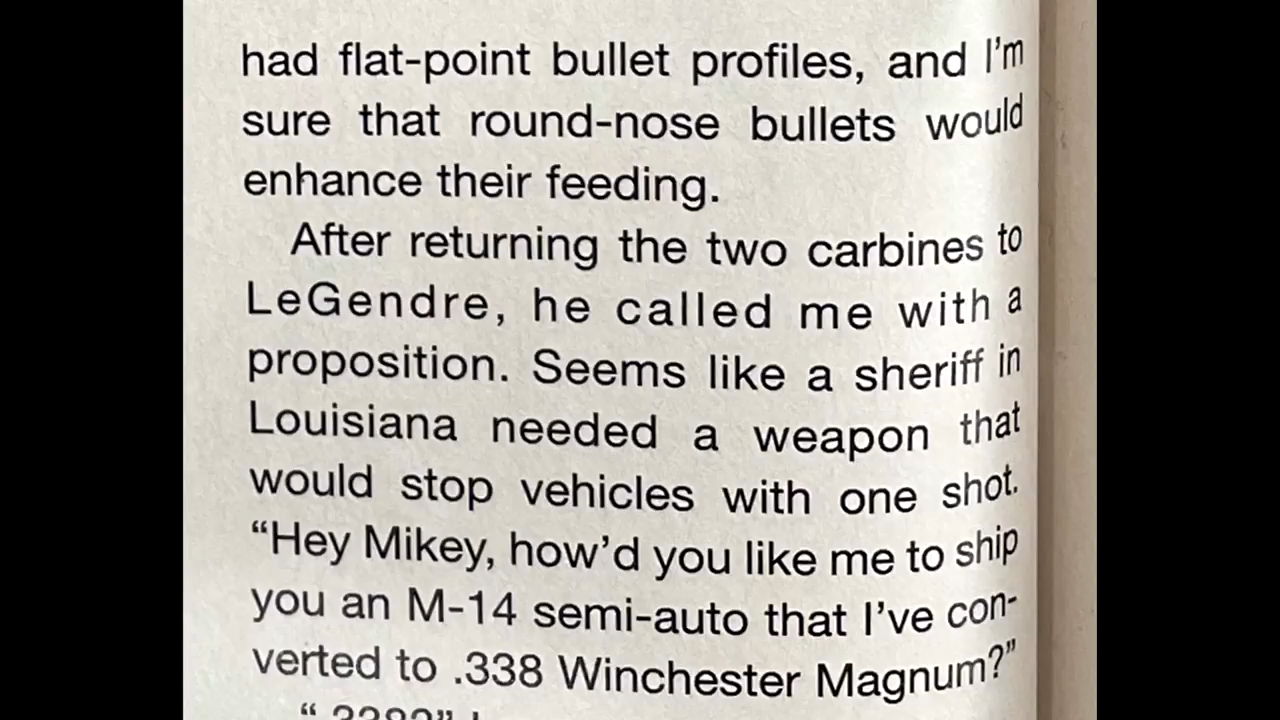 had flat-point bullet profiles, and I’m
sure that round-nose bullets would
enhance their feeding.
After returning the two carbines to
LeGendre, he called me with a
proposition. Seems like a sheriff in
Louisiana needed a weapon that
would stop vehicles with one shot.
“Hey Mikey, how’d you like me to ship
you an M-14 semi-auto that I’ve con-
verted to .338 Winchester Magnum?”